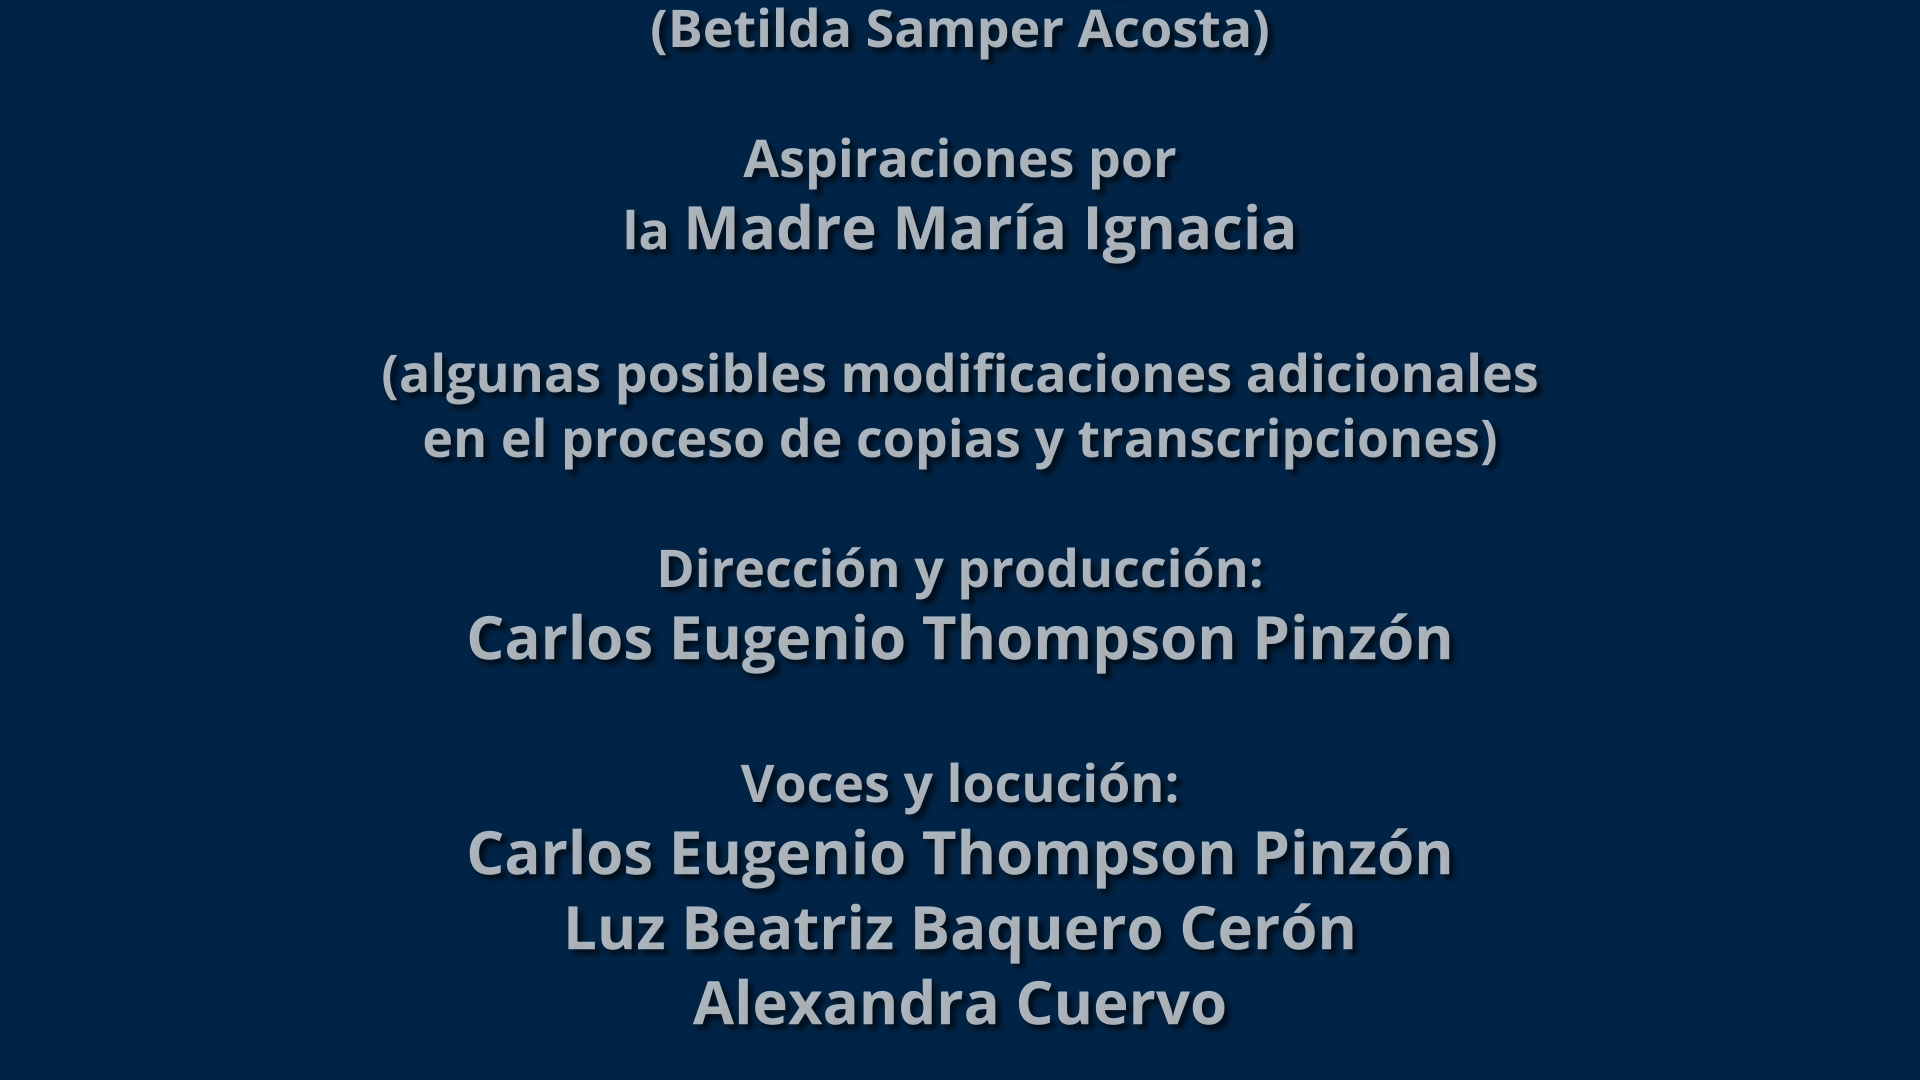 (Betilda Samper Acosta)
Aspiraciones por
la Madre María Ignacia
(algunas posibles modificaciones adicionales
en el proceso de copias y transcripciones)
Dirección y producción:
Carlos Eugenio Thompson Pinzón
Voces y locución:
Carlos Eugenio Thompson Pinzón
Luz Beatriz Baquero Cerón
Alexandra Cuervo